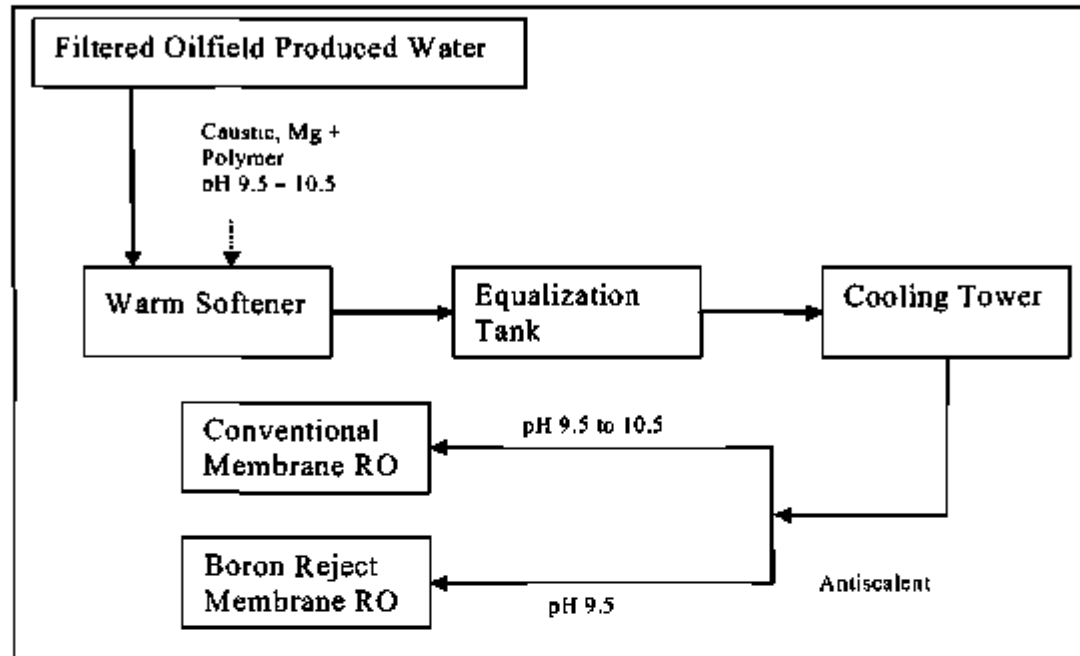 Filtered Oilfield Produced Water
Caustic, Mg +
Polymer
pH 9.5 – 10.5
Warm Softener
Equalization
Tank
Cooling Tower
Conventional
Membrane RO
pH 9.5 to 10.5
Boron Reject
Membrane RO
pH 9.5
Antiscalent